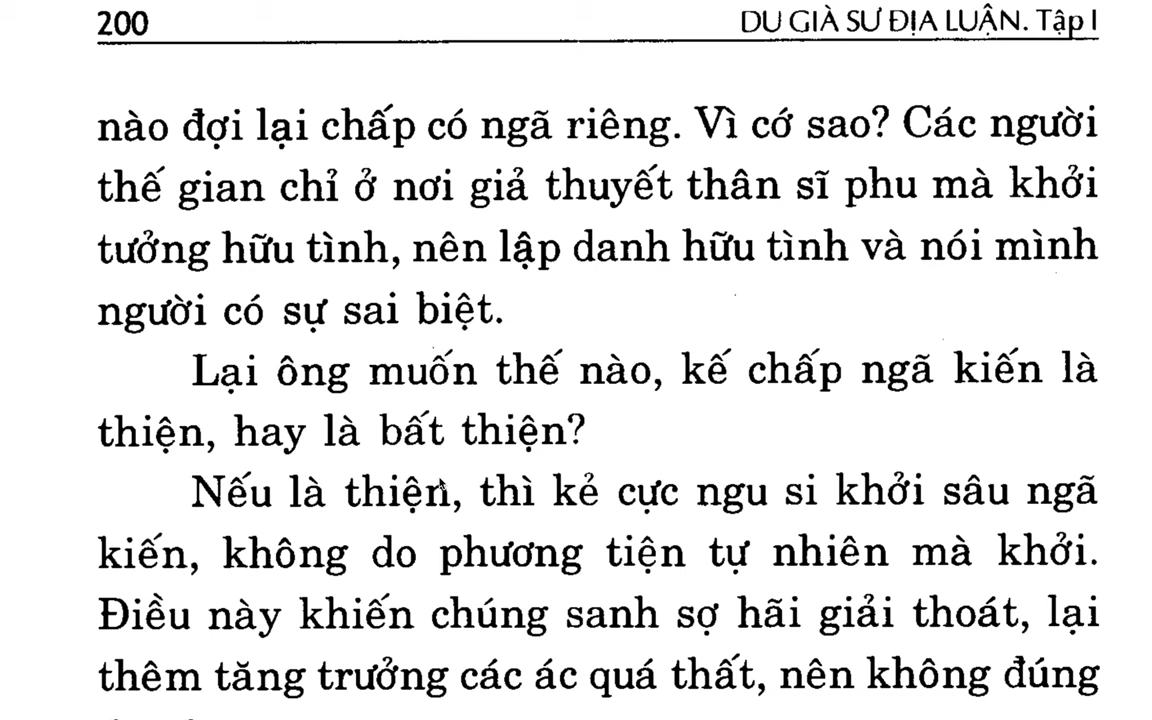 200 DU GIÀ SƯ ĐỊA LUẬN. Tập I
nào đợi lại chấp có ngã riêng. Vì cớ sao? Các người
thế gian chỉ ở nơi giả thuyết thân sĩ phu mà khởi
tưởng hữu tình, nên lập danh hữu tình và nói mình
người có sự sai biệt.
Lại ông muốn thế nào, kế chấp ngã kiến là
thiện, hay là bất thiện?
Nếu là thiện, thì kẻ cực ngu si khởi sâu ngã
kiến, không do phương tiện tự nhiên mà khởi.
Điều này khiến chúng sanh sợ hãi giải thoát, lại
thêm tăng trưởng các ác quá thất, nên không đúng